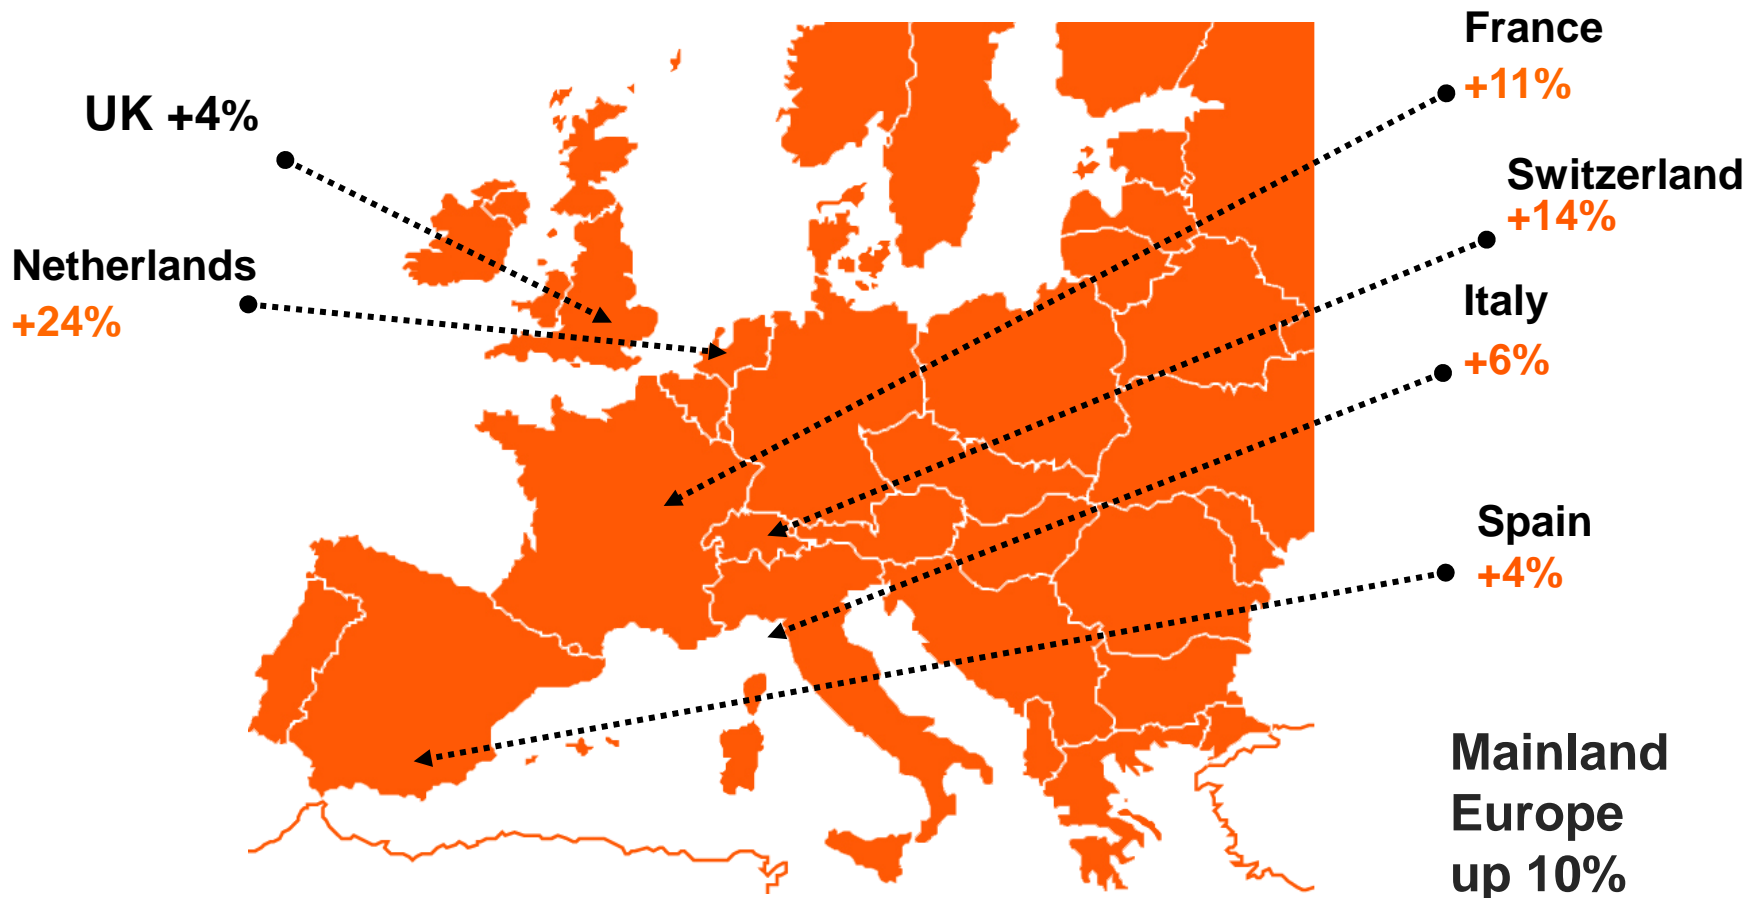 France
+11%
UK +4%
Switzerland
+14%
Netherlands
+24%
Italy
+6%
Spain
+4%
Mainland
Europe
up 10%